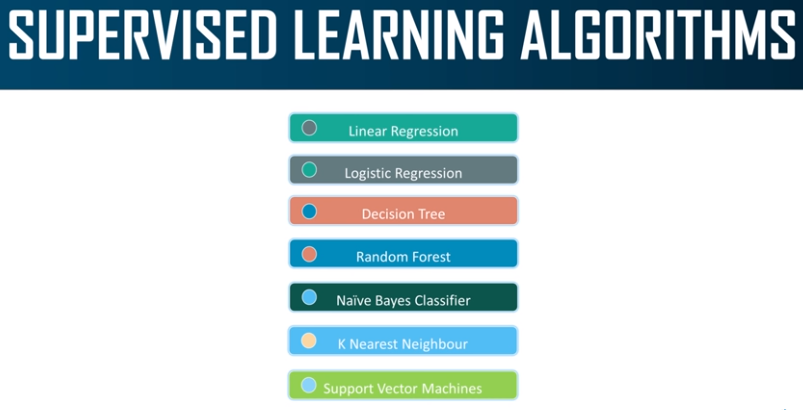 SUPERVISED LEARNING ALGORITHMS
Linear Regression
Logistic Regression
Decision Tree
Random Forest
Naïve Bayes Classifier
K Nearest Neighbour
Support Vector Machines